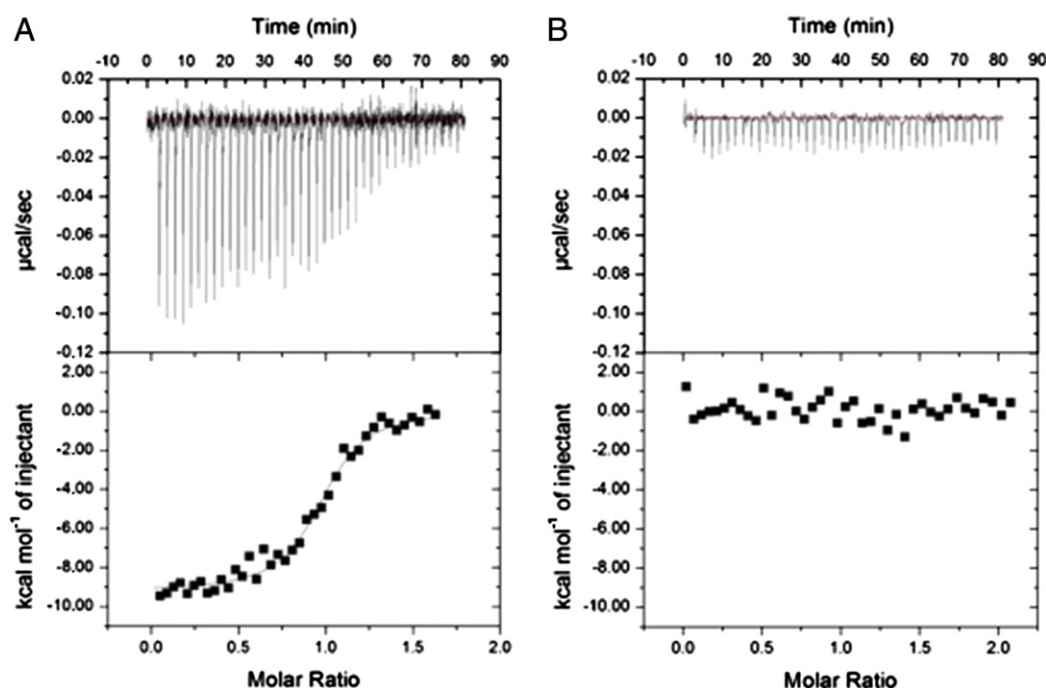 A
Time (min)
-10 0 10 20 30 40 50 60 70 80 90
0.02
0.00
-0.02
-0.04
-0.06
-0.08
-0.10
-0.12
µcal/sec
2.00
0.00
-2.00
-4.00
-6.00
-8.00
-10.00
kcal mol⁻¹ of injectant
0.0 0.5 1.0 1.5 2.0
Molar Ratio
B
Time (min)
-10 0 10 20 30 40 50 60 70 80 90
0.02
0.00
-0.02
-0.04
-0.06
-0.08
-0.10
-0.12
µcal/sec
2.00
0.00
-2.00
-4.00
-6.00
-8.00
-10.00
kcal mol⁻¹ of injectant
0.0 0.5 1.0 1.5 2.0
Molar Ratio